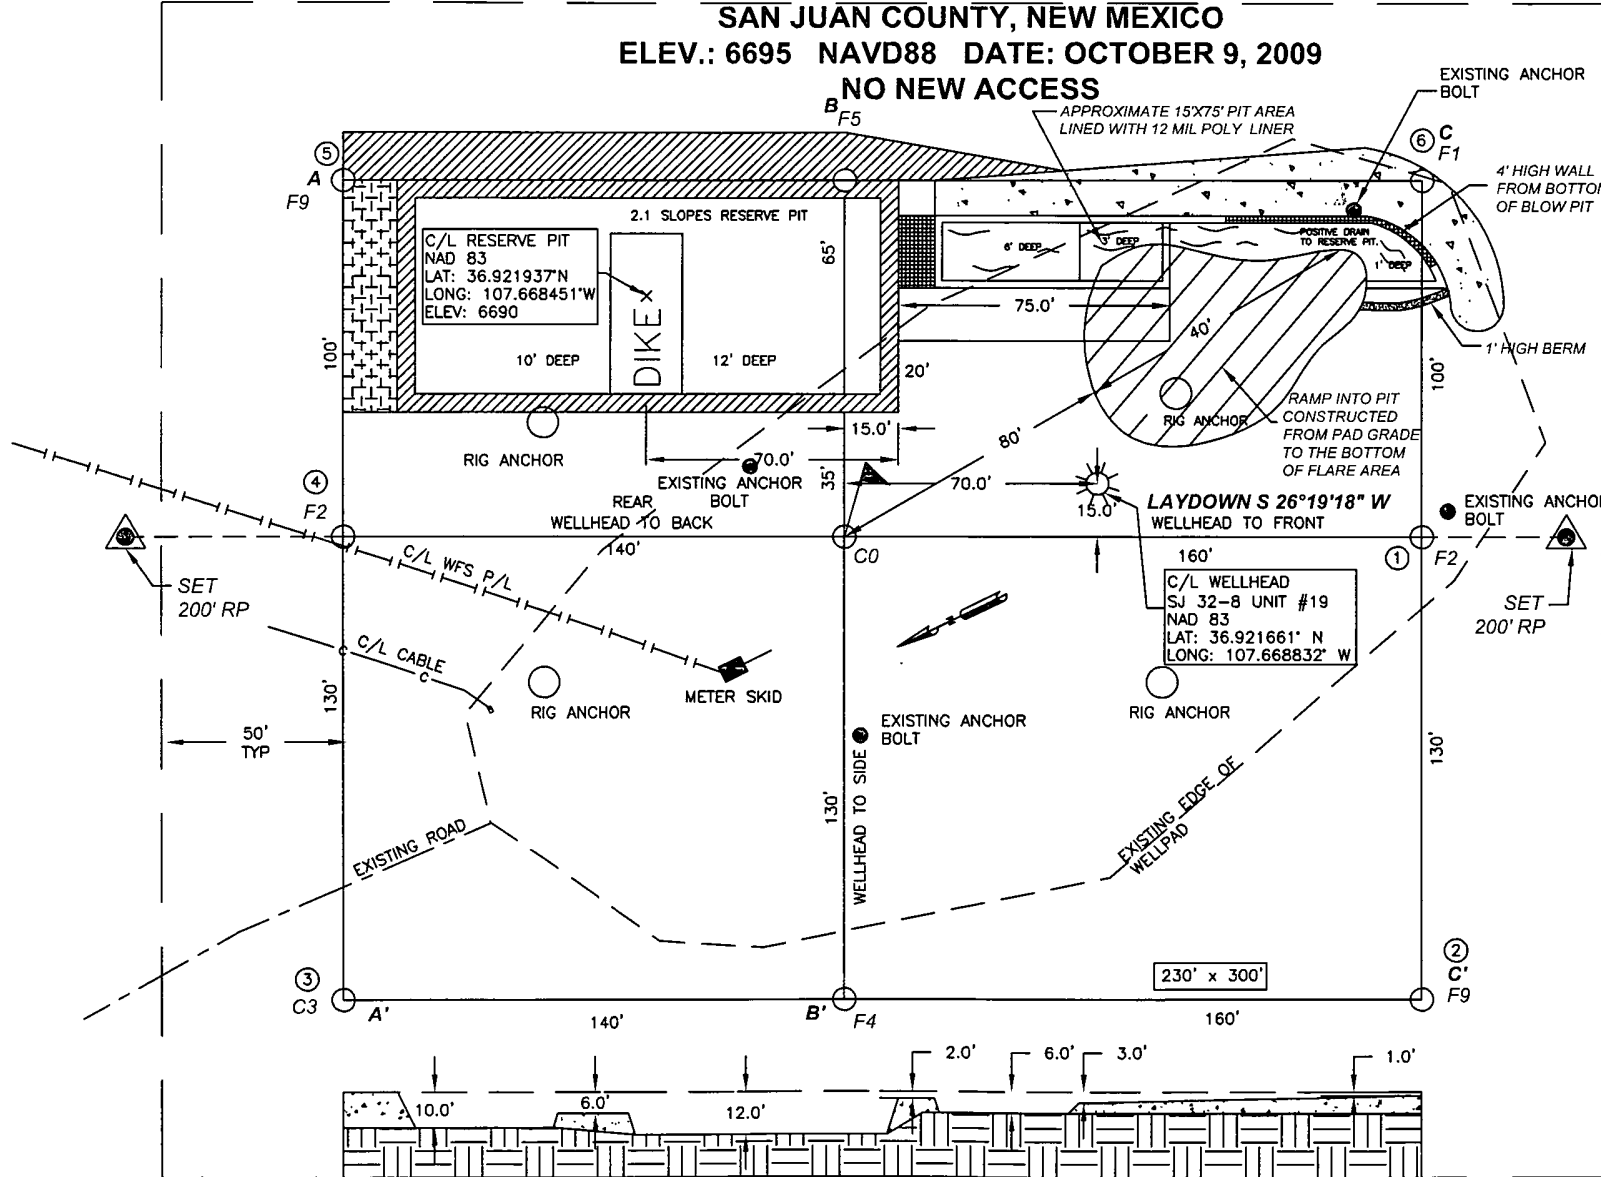 SAN JUAN COUNTY, NEW MEXICO
ELEV.: 6695 NAVD88 DATE: OCTOBER 9, 2009
NO NEW ACCESS
EXISTING ANCHOR
BOLT
APPROXIMATE 15'X75' PIT AREA
LINED WITH 12 MIL POLY LINER
B
F5
6
C
F1
5
A
F9
4' HIGH WALL
FROM BOTTO
OF BLOW PIT
2.1 SLOPES RESERVE PIT
C/L RESERVE PIT
NAD 83
LAT: 36.921937°N
LONG: 107.668451°W
ELEV: 6690
65'
6' DEEP
3' DEEP
POSITIVE DRAIN
TO RESERVE PIT.
1' DEEP
75.0'
40'
DIKE
X
100'
10' DEEP
12' DEEP
20'
1' HIGH BERM
100'
RIG ANCHOR
RAMP INTO PIT
CONSTRUCTED
FROM PAD GRADE
TO THE BOTTOM
OF FLARE AREA
15.0'
80'
RIG ANCHOR
70.0'
4
F2
EXISTING ANCHOR
BOLT
35'
70.0'
REAR
WELLHEAD TO BACK
15.0'
LAYDOWN S 26°19'18" W
WELLHEAD TO FRONT
EXISTING ANCHO
BOLT
140'
C0
160'
1
F2
C/L WFS P/L
SET
200' RP
C/L WELLHEAD
SJ 32-8 UNIT #19
NAD 83
LAT: 36.921661° N
LONG: 107.668832° W
SET
200' RP
C/L CABLE
C
C
METER SKID
RIG ANCHOR
RIG ANCHOR
130'
50'
TYP
EXISTING ANCHOR
BOLT
130'
WELLHEAD TO SIDE
130'
EXISTING ROAD
EXISTING EDGE OF
WELLPAD
2
C'
F9
230' x 300'
3
C3
A'
B'
F4
140'
160'
2.0'
6.0'
3.0'
1.0'
10.0'
6.0'
12.0'